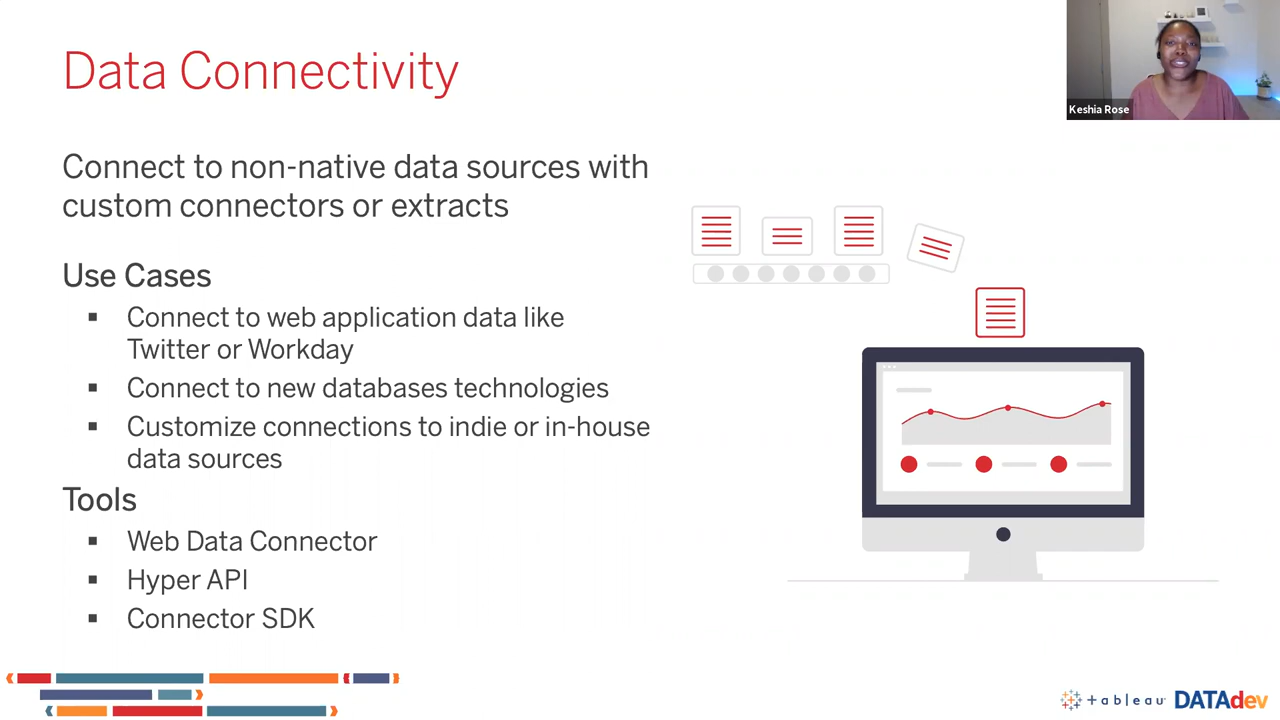 Data Connectivity
Keshia Rose
Connect to non-native data sources with
custom connectors or extracts
Use Cases
▪ Connect to web application data like
Twitter or Workday
▪ Connect to new databases technologies
▪ Customize connections to indie or in-house
data sources
Tools
▪ Web Data Connector
▪ Hyper API
▪ Connector SDK
+ableau DATAdev